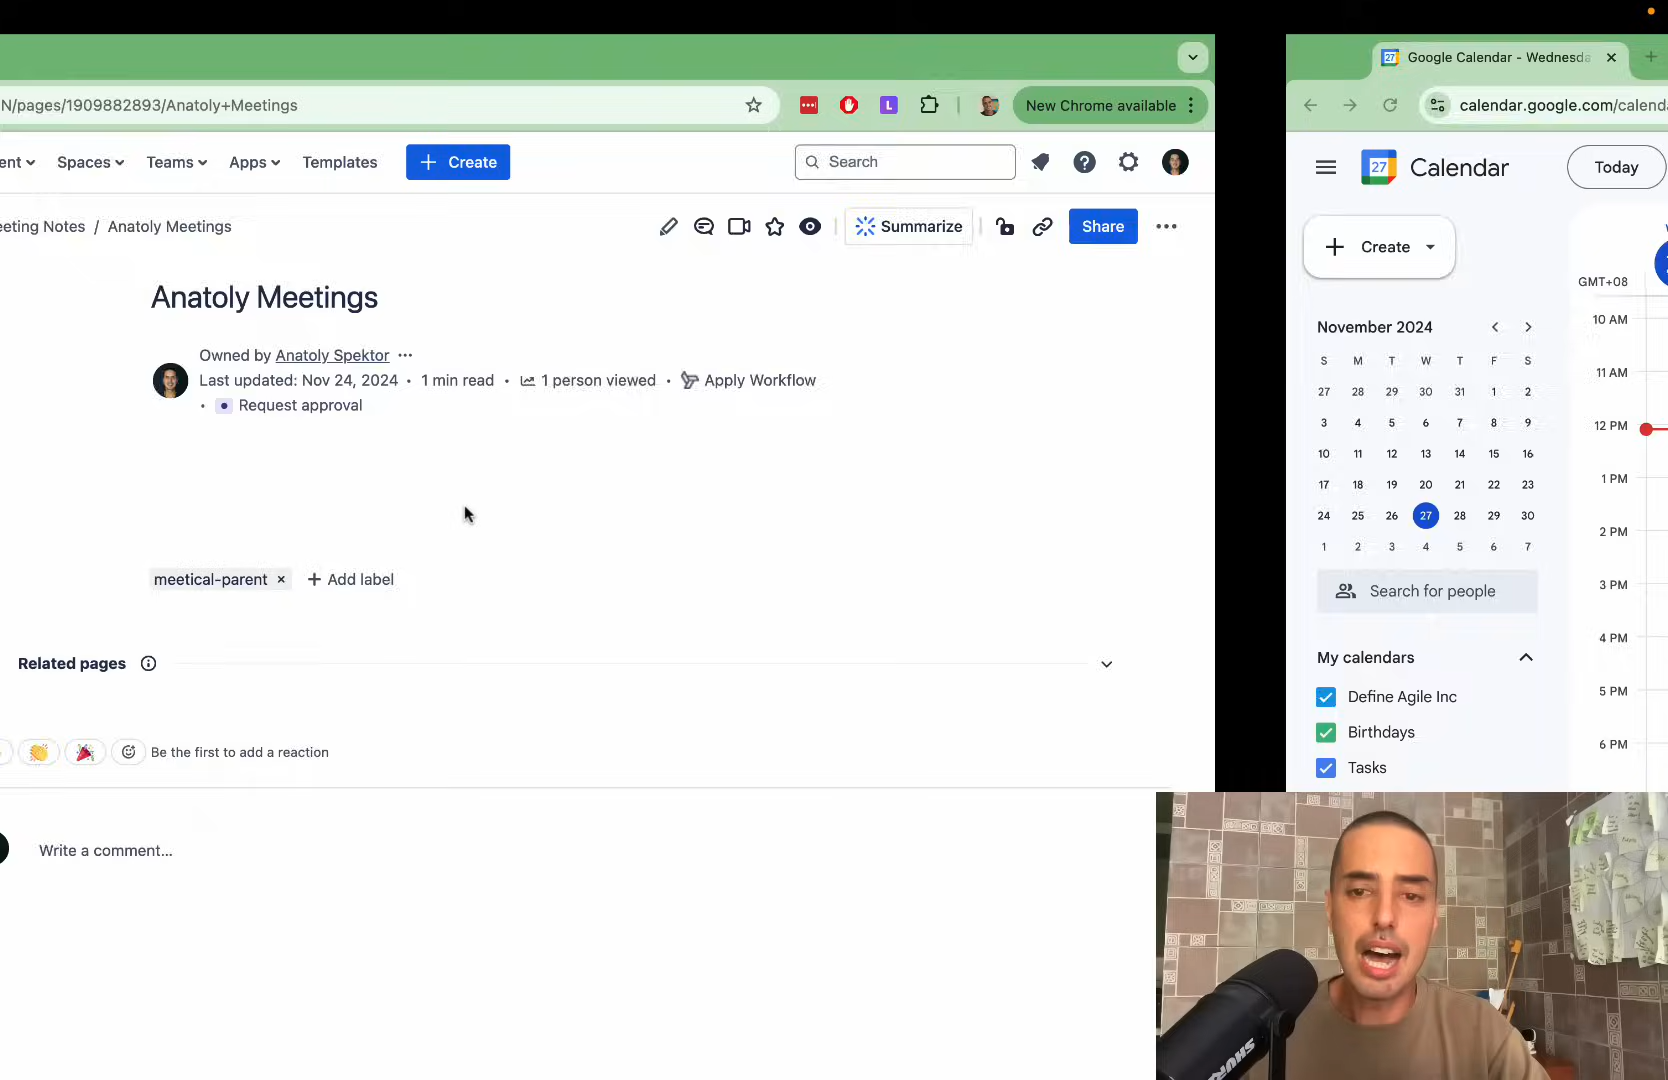 N/pages/1909882893/Anatoly+Meetings
New Chrome available
ent
Spaces
Teams
Apps
Templates
Create
Search
eeting Notes / Anatoly Meetings
Summarize
Share
Anatoly Meetings
Owned by Anatoly Spektor
Last updated: Nov 24, 2024 • 1 min read • 1 person viewed • Apply Workflow
• Request approval
meetical-parent × + Add label
Related pages
Be the first to add a reaction
Write a comment...
Google Calendar - Wednesda
calendar.google.com/calend
27
Calendar
Today
Create
GMT+08
November 2024
S M T W T F S
27 28 29 30 31 1 2
3 4 5 6 7 8 9
10 11 12 13 14 15 16
17 18 19 20 21 22 23
24 25 26 27 28 29 30
1 2 3 4 5 6 7
Search for people
My calendars
Define Agile Inc
Birthdays
Tasks
10 AM
11 AM
12 PM
1 PM
2 PM
3 PM
4 PM
5 PM
6 PM
SHURE